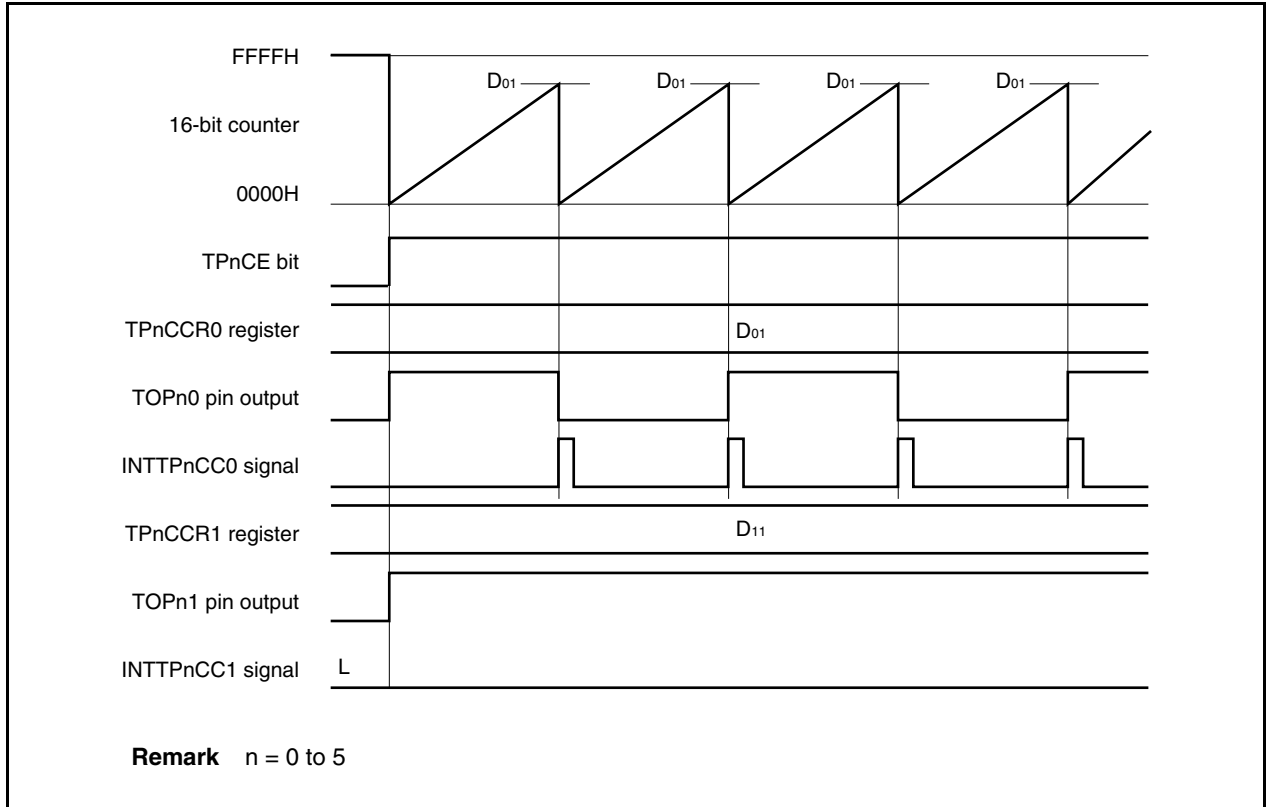 FFFFH
D01 D01 D01 D01
16-bit counter
0000H
TPnCE bit
TPnCCR0 register
D01
TOPn0 pin output
INTTPnCC0 signal
TPnCCR1 register
D11
TOPn1 pin output
INTTPnCC1 signal
L
Remark n = 0 to 5